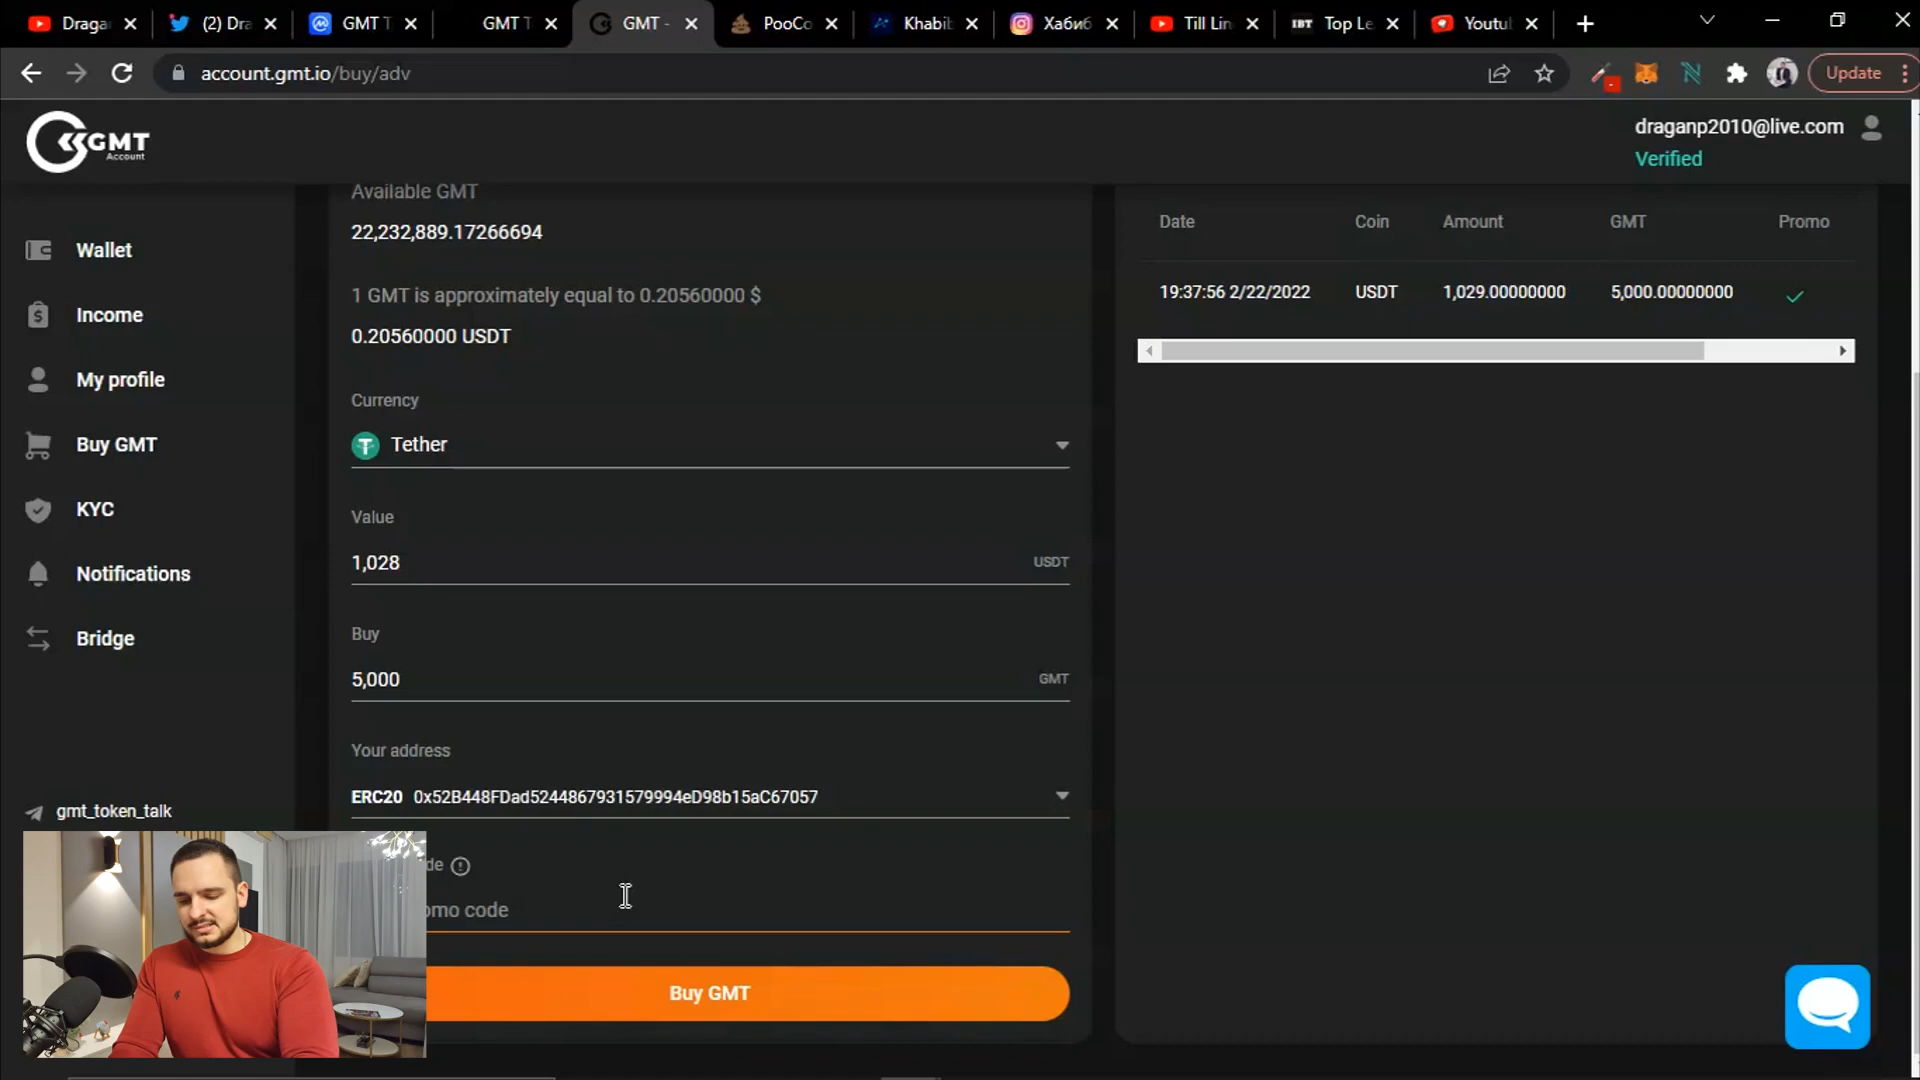 Draga
(2) Dra
GMT T
GMT T
GMT -
PooCo
Khabib
Хабиб
Till Lin
IBT
Top Le
Youtu
account.gmt.io/buy/adv
Update
GMT
Account
draganp2010@live.com
Verified
Wallet
Income
My profile
Buy GMT
KYC
Notifications
Bridge
gmt_token_talk
Available GMT
22,232,889.17266694
1 GMT is approximately equal to 0.20560000 $
0.20560000 USDT
Currency
Tether
Value
1,028 USDT
Buy
5,000 GMT
Your address
ERC20 0x52B448FDad5244867931579994eD98b15aC67057
de
omo code
Buy GMT
Date Coin Amount GMT Promo
19:37:56 2/22/2022 USDT 1,029.00000000 5,000.00000000